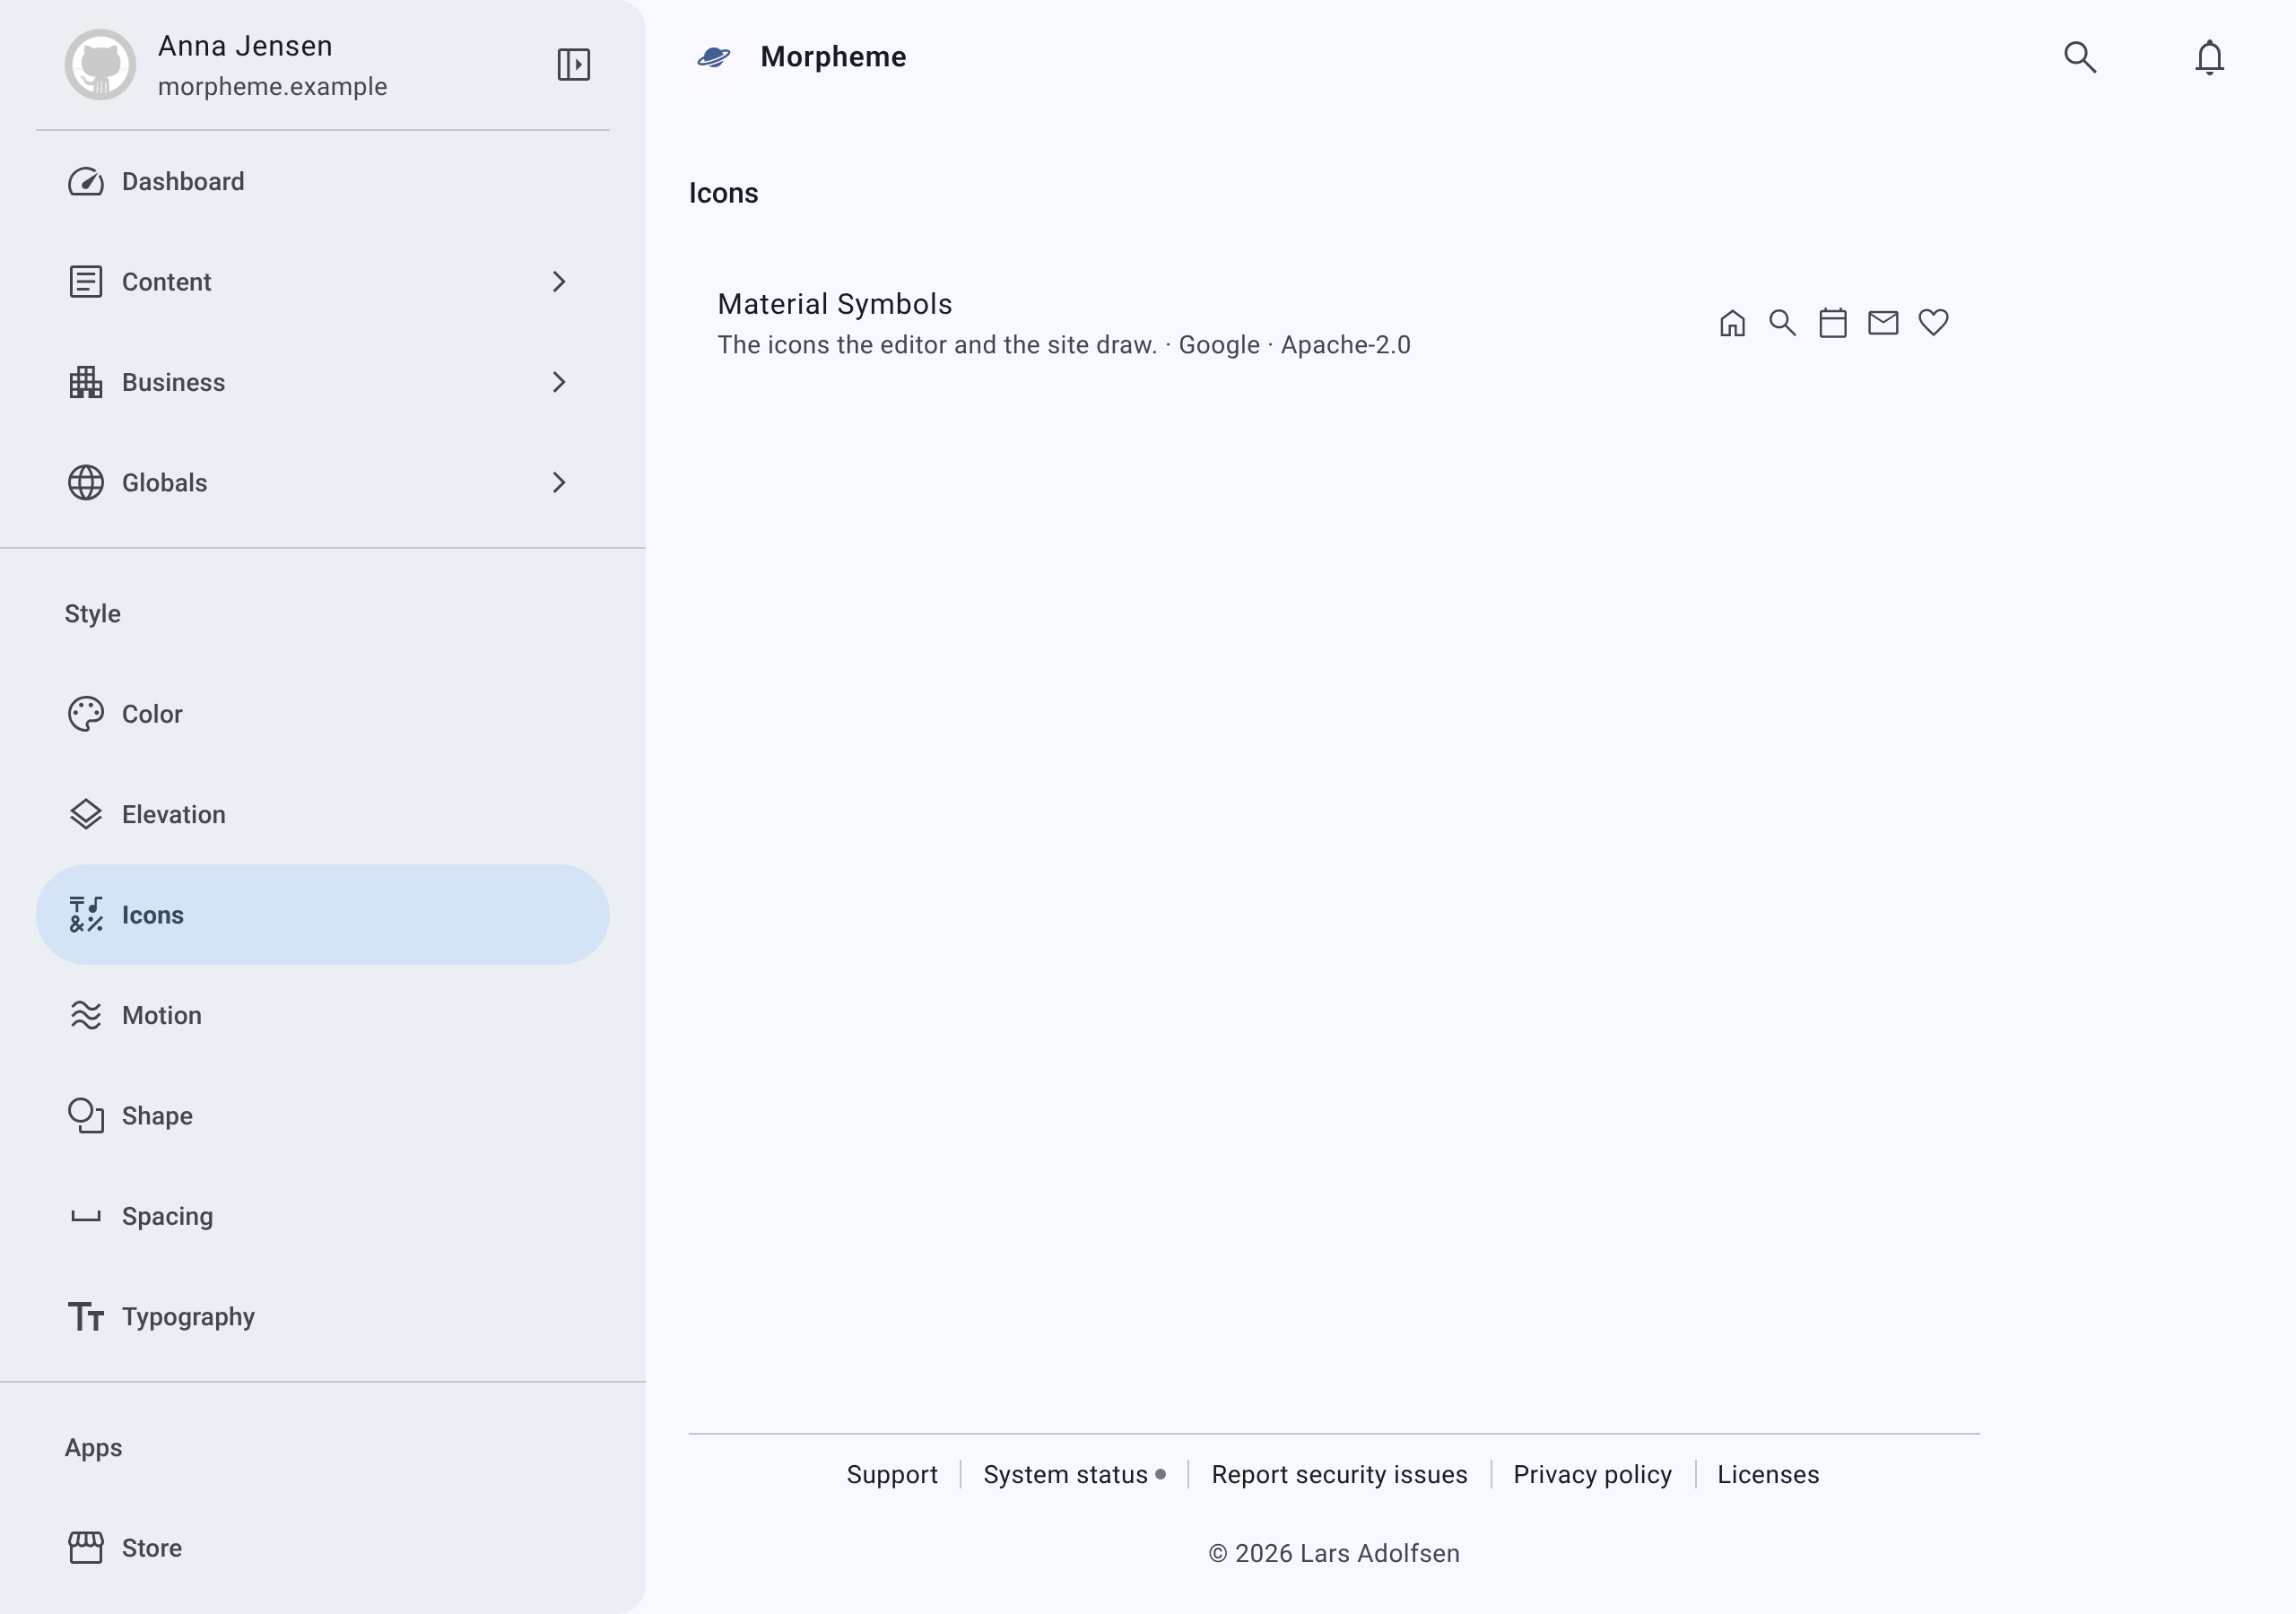 Anna Jensen
morpheme.example
Dashboard
Content
Business
Globals
Style
Color
Elevation
Icons
Motion
Shape
Spacing
Typography
Apps
Store
Morpheme
Icons
Material Symbols
The icons the editor and the site draw. · Google · Apache-2.0
Support
System status
Report security issues
Privacy policy
Licenses
© 2026 Lars Adolfsen